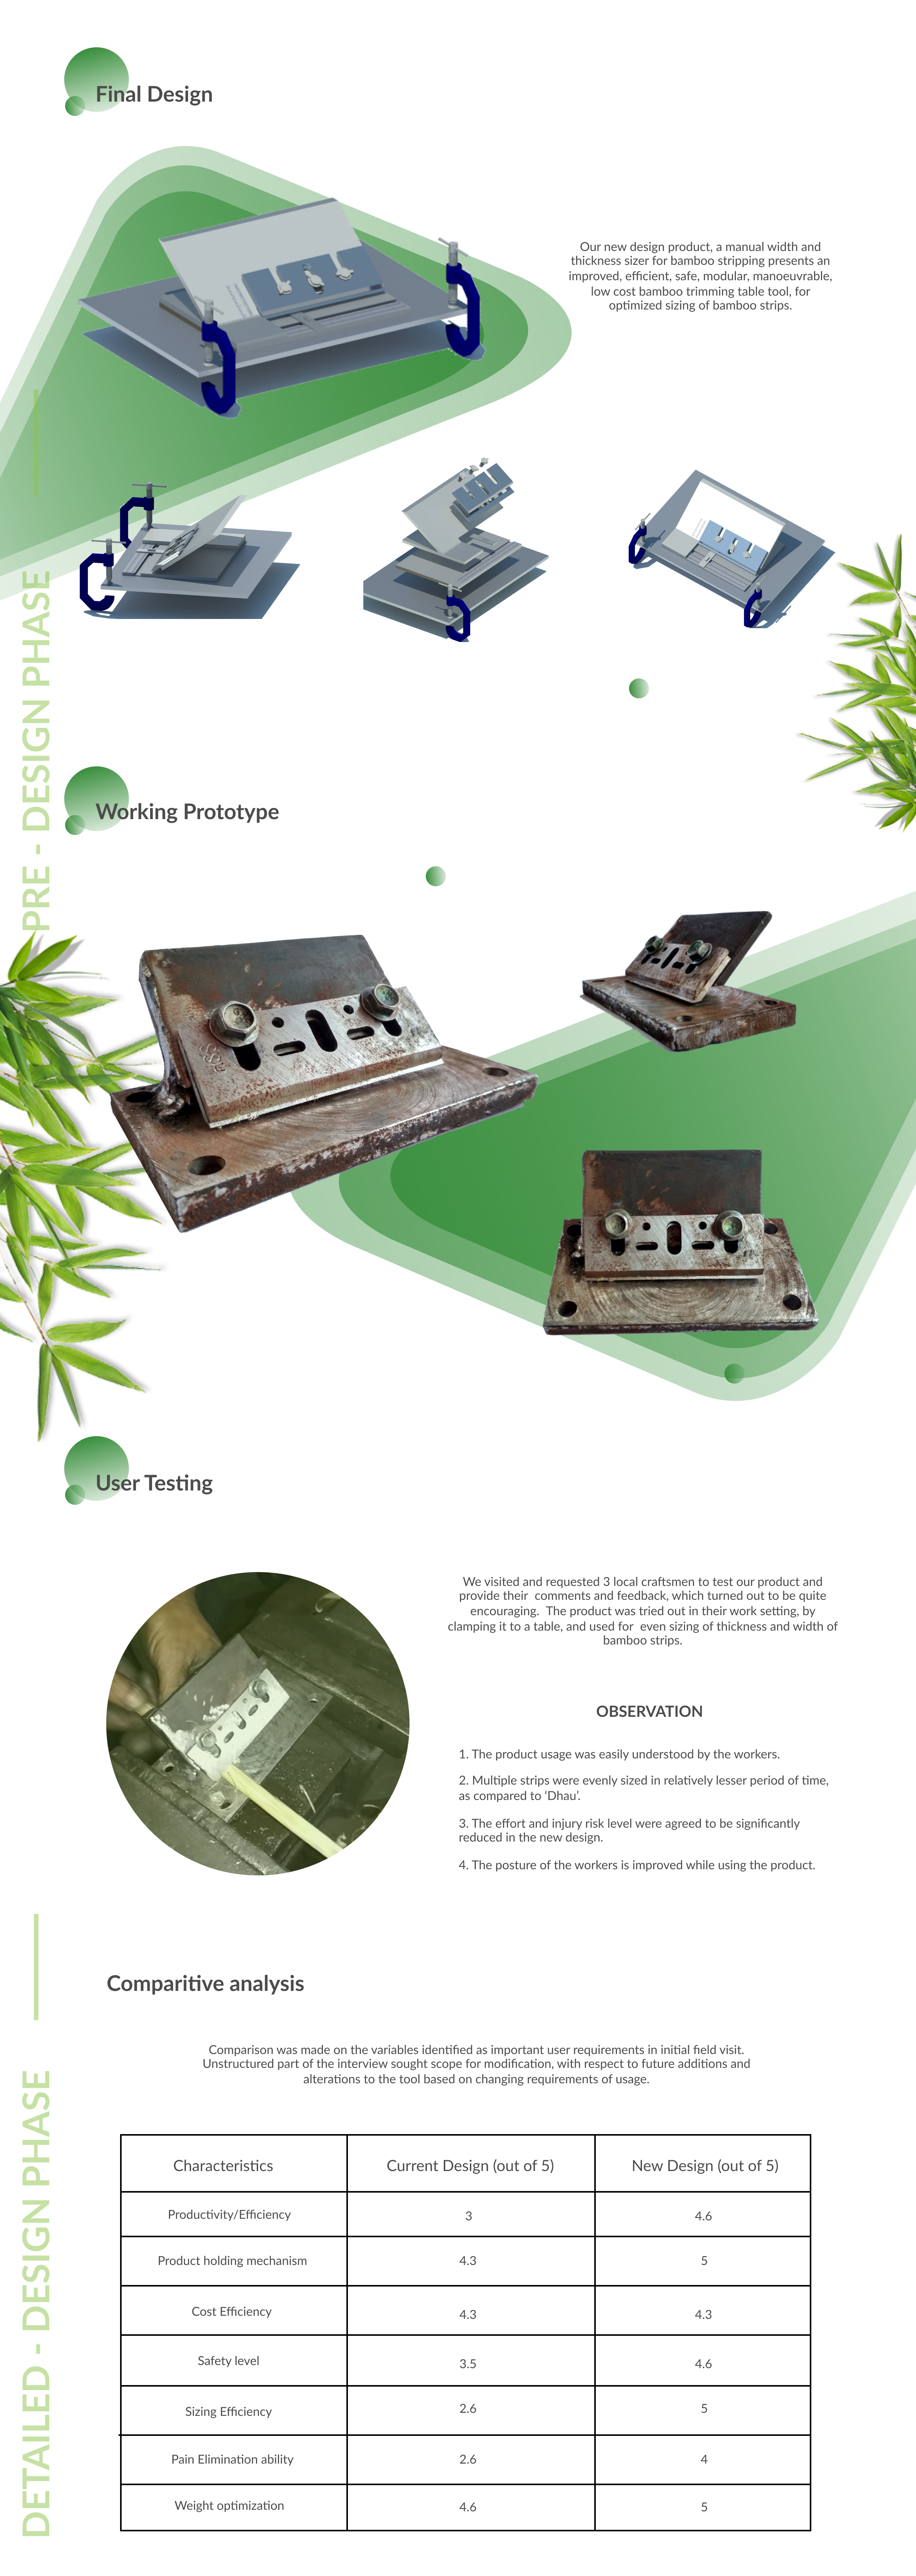 Final Design
Our new design product, a manual width and
thickness sizer for bamboo stripping presents an
improved, efficient, safe, modular, manoeuvrable,
low cost bamboo trimming table tool, for
optimized sizing of bamboo strips.
PRE - DESIGN PHASE
Working Prototype
User Testing
We visited and requested 3 local craftsmen to test our product and
provide their  comments and feedback, which turned out to be quite
encouraging.  The product was tried out in their work setting, by
clamping it to a table, and used for  even sizing of thickness and width of
bamboo strips.
OBSERVATION
1. The product usage was easily understood by the workers.
2. Multiple strips were evenly sized in relatively lesser period of time,
as compared to ‘Dhau’.
3. The effort and injury risk level were agreed to be significantly
reduced in the new design.
4. The posture of the workers is improved while using the product.
DETAILED - DESIGN PHASE
Comparitive analysis
Comparison was made on the variables identified as important user requirements in initial field visit.
Unstructured part of the interview sought scope for modification, with respect to future additions and
alterations to the tool based on changing requirements of usage.
Characteristics Current Design (out of 5) New Design (out of 5)
Productivity/Efficiency 3 4.6
Product holding mechanism 4.3 5
Cost Efficiency 4.3 4.3
Safety level 3.5 4.6
Sizing Efficiency 2.6 5
Pain Elimination ability 2.6 4
Weight optimization 4.6 5